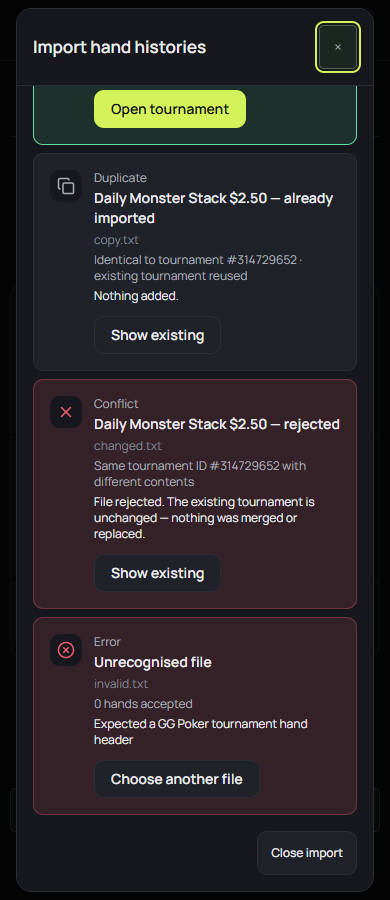 Import hand histories
×
Open tournament
Duplicate
Daily Monster Stack $2.50 — already
imported
copy.txt
Identical to tournament #314729652 ·
existing tournament reused
Nothing added.
Show existing
Conflict
Daily Monster Stack $2.50 — rejected
changed.txt
Same tournament ID #314729652 with
different contents
File rejected. The existing tournament is
unchanged — nothing was merged or
replaced.
Show existing
Error
Unrecognised file
invalid.txt
0 hands accepted
Expected a GG Poker tournament hand
header
Choose another file
Close import